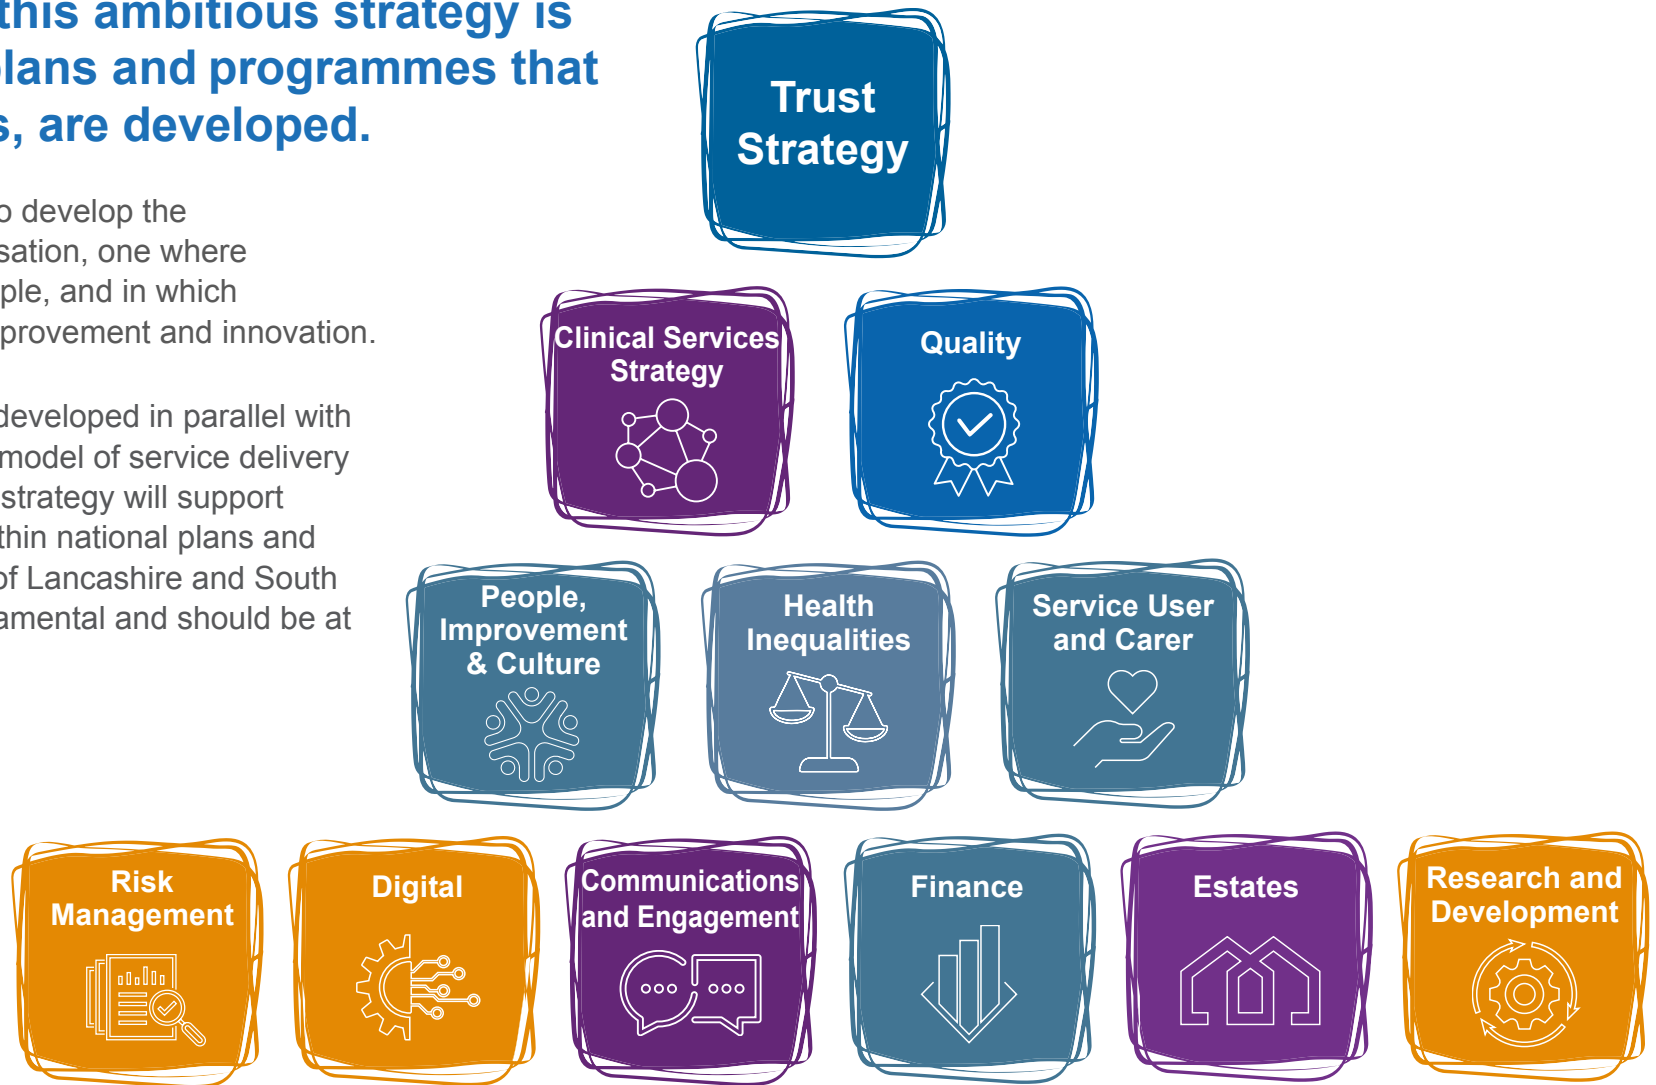 this ambitious strategy is
plans and programmes that
s, are developed.
o develop the
sation, one where
ple, and in which
provement and innovation.
developed in parallel with
model of service delivery
strategy will support
thin national plans and
of Lancashire and South
amental and should be at
Trust
Strategy
Clinical Services
Strategy
Quality
People,
Improvement
& Culture
Health
Inequalities
Service User
and Carer
Risk
Management
Digital
Communications
and Engagement
Finance
Estates
Research and
Development